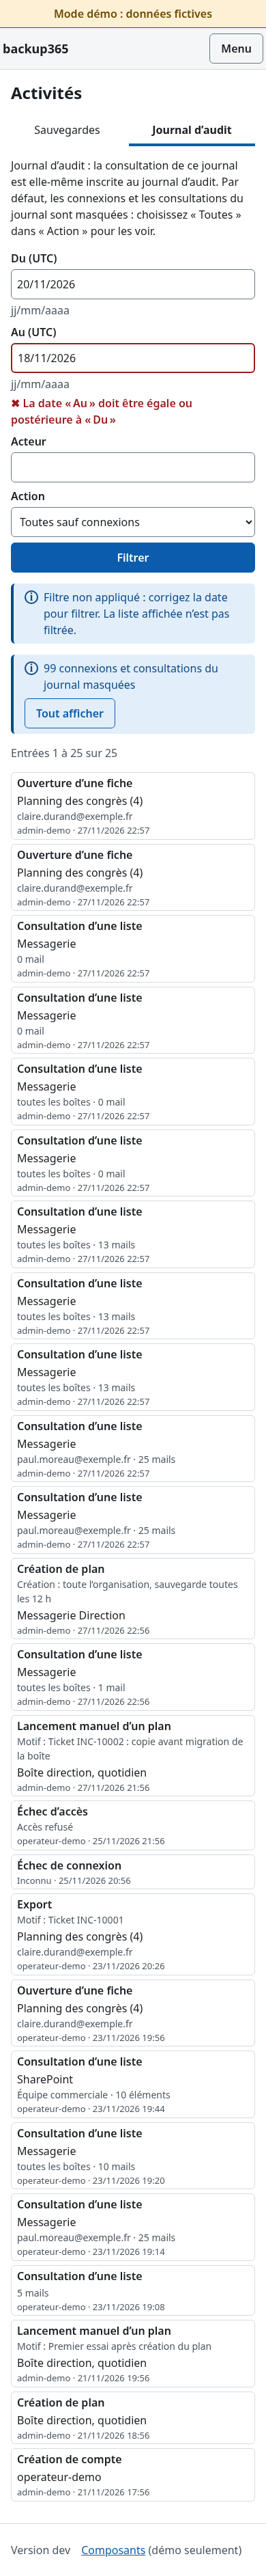 Mode démo : données fictives
backup365
Menu
Activités
Sauvegardes
Journal d’audit
Journal d’audit : la consultation de ce journal
est elle-même inscrite au journal d’audit. Par
défaut, les connexions et les consultations du
journal sont masquées : choisissez « Toutes »
dans « Action » pour les voir.
Du (UTC)
20/11/2026
jj/mm/aaaa
Au (UTC)
18/11/2026
jj/mm/aaaa
✖ La date « Au » doit être égale ou
postérieure à « Du »
Acteur
Action
Toutes sauf connexions
Filtrer
Filtre non appliqué : corrigez la date
pour filtrer. La liste affichée n’est pas
filtrée.
99 connexions et consultations du
journal masquées
Tout afficher
Entrées 1 à 25 sur 25
Ouverture d’une fiche
Planning des congrès (4)
claire.durand@exemple.fr
admin-demo · 27/11/2026 22:57
Ouverture d’une fiche
Planning des congrès (4)
claire.durand@exemple.fr
admin-demo · 27/11/2026 22:57
Consultation d’une liste
Messagerie
0 mail
admin-demo · 27/11/2026 22:57
Consultation d’une liste
Messagerie
0 mail
admin-demo · 27/11/2026 22:57
Consultation d’une liste
Messagerie
toutes les boîtes · 0 mail
admin-demo · 27/11/2026 22:57
Consultation d’une liste
Messagerie
toutes les boîtes · 0 mail
admin-demo · 27/11/2026 22:57
Consultation d’une liste
Messagerie
toutes les boîtes · 13 mails
admin-demo · 27/11/2026 22:57
Consultation d’une liste
Messagerie
toutes les boîtes · 13 mails
admin-demo · 27/11/2026 22:57
Consultation d’une liste
Messagerie
toutes les boîtes · 13 mails
admin-demo · 27/11/2026 22:57
Consultation d’une liste
Messagerie
paul.moreau@exemple.fr · 25 mails
admin-demo · 27/11/2026 22:57
Consultation d’une liste
Messagerie
paul.moreau@exemple.fr · 25 mails
admin-demo · 27/11/2026 22:57
Création de plan
Création : toute l’organisation, sauvegarde toutes
les 12 h
Messagerie Direction
admin-demo · 27/11/2026 22:56
Consultation d’une liste
Messagerie
toutes les boîtes · 1 mail
admin-demo · 27/11/2026 22:56
Lancement manuel d’un plan
Motif : Ticket INC-10002 : copie avant migration de
la boîte
Boîte direction, quotidien
admin-demo · 27/11/2026 21:56
Échec d’accès
Accès refusé
operateur-demo · 25/11/2026 21:56
Échec de connexion
Inconnu · 25/11/2026 20:56
Export
Motif : Ticket INC-10001
Planning des congrès (4)
claire.durand@exemple.fr
operateur-demo · 23/11/2026 20:26
Ouverture d’une fiche
Planning des congrès (4)
claire.durand@exemple.fr
operateur-demo · 23/11/2026 19:56
Consultation d’une liste
SharePoint
Équipe commerciale · 10 éléments
operateur-demo · 23/11/2026 19:44
Consultation d’une liste
Messagerie
toutes les boîtes · 10 mails
operateur-demo · 23/11/2026 19:20
Consultation d’une liste
Messagerie
paul.moreau@exemple.fr · 25 mails
operateur-demo · 23/11/2026 19:14
Consultation d’une liste
5 mails
operateur-demo · 23/11/2026 19:08
Lancement manuel d’un plan
Motif : Premier essai après création du plan
Boîte direction, quotidien
admin-demo · 21/11/2026 19:56
Création de plan
Boîte direction, quotidien
admin-demo · 21/11/2026 18:56
Création de compte
operateur-demo
admin-demo · 21/11/2026 17:56
Version dev Composants (démo seulement)